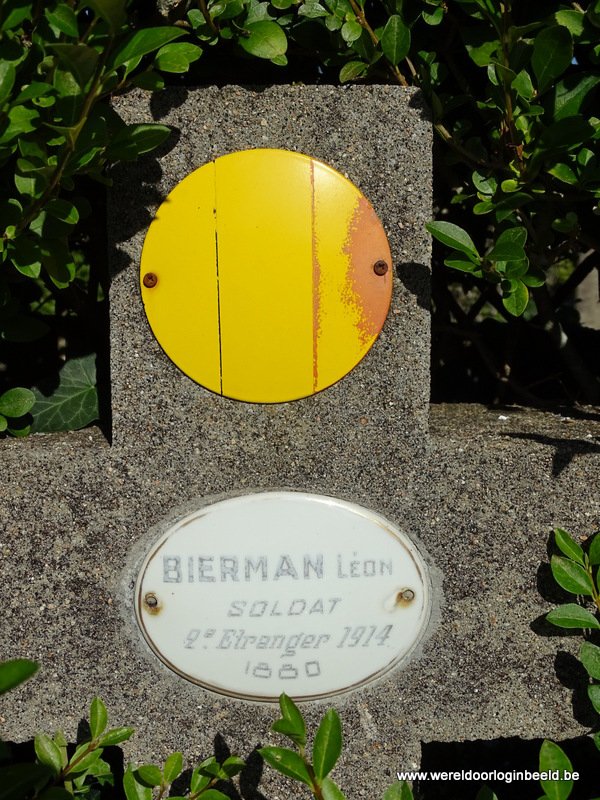 BIERMAN LÉON
SOLDAT
2e Etranger 1914
1880
www.wereldoorloginbeeld.be